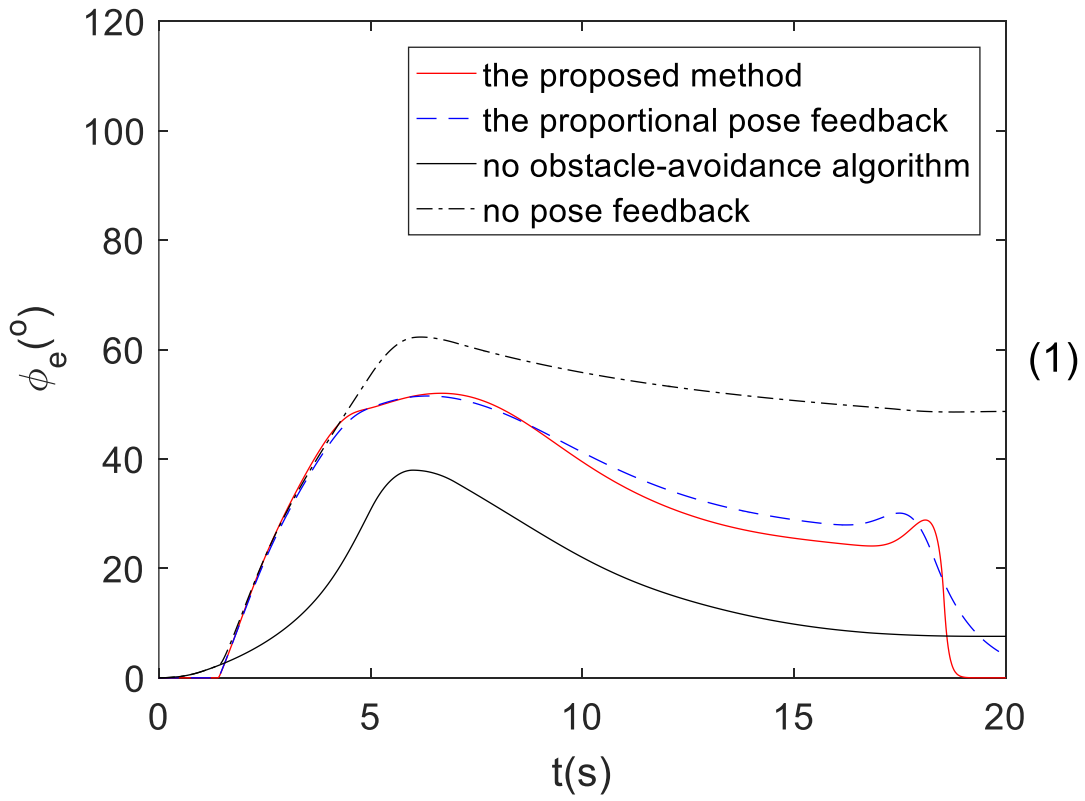 120
100
80
60
40
20
0
ϕe(o)
the proposed method
the proportional pose feedback
no obstacle-avoidance algorithm
no pose feedback
(1)
0 5 10 15 20
t(s)